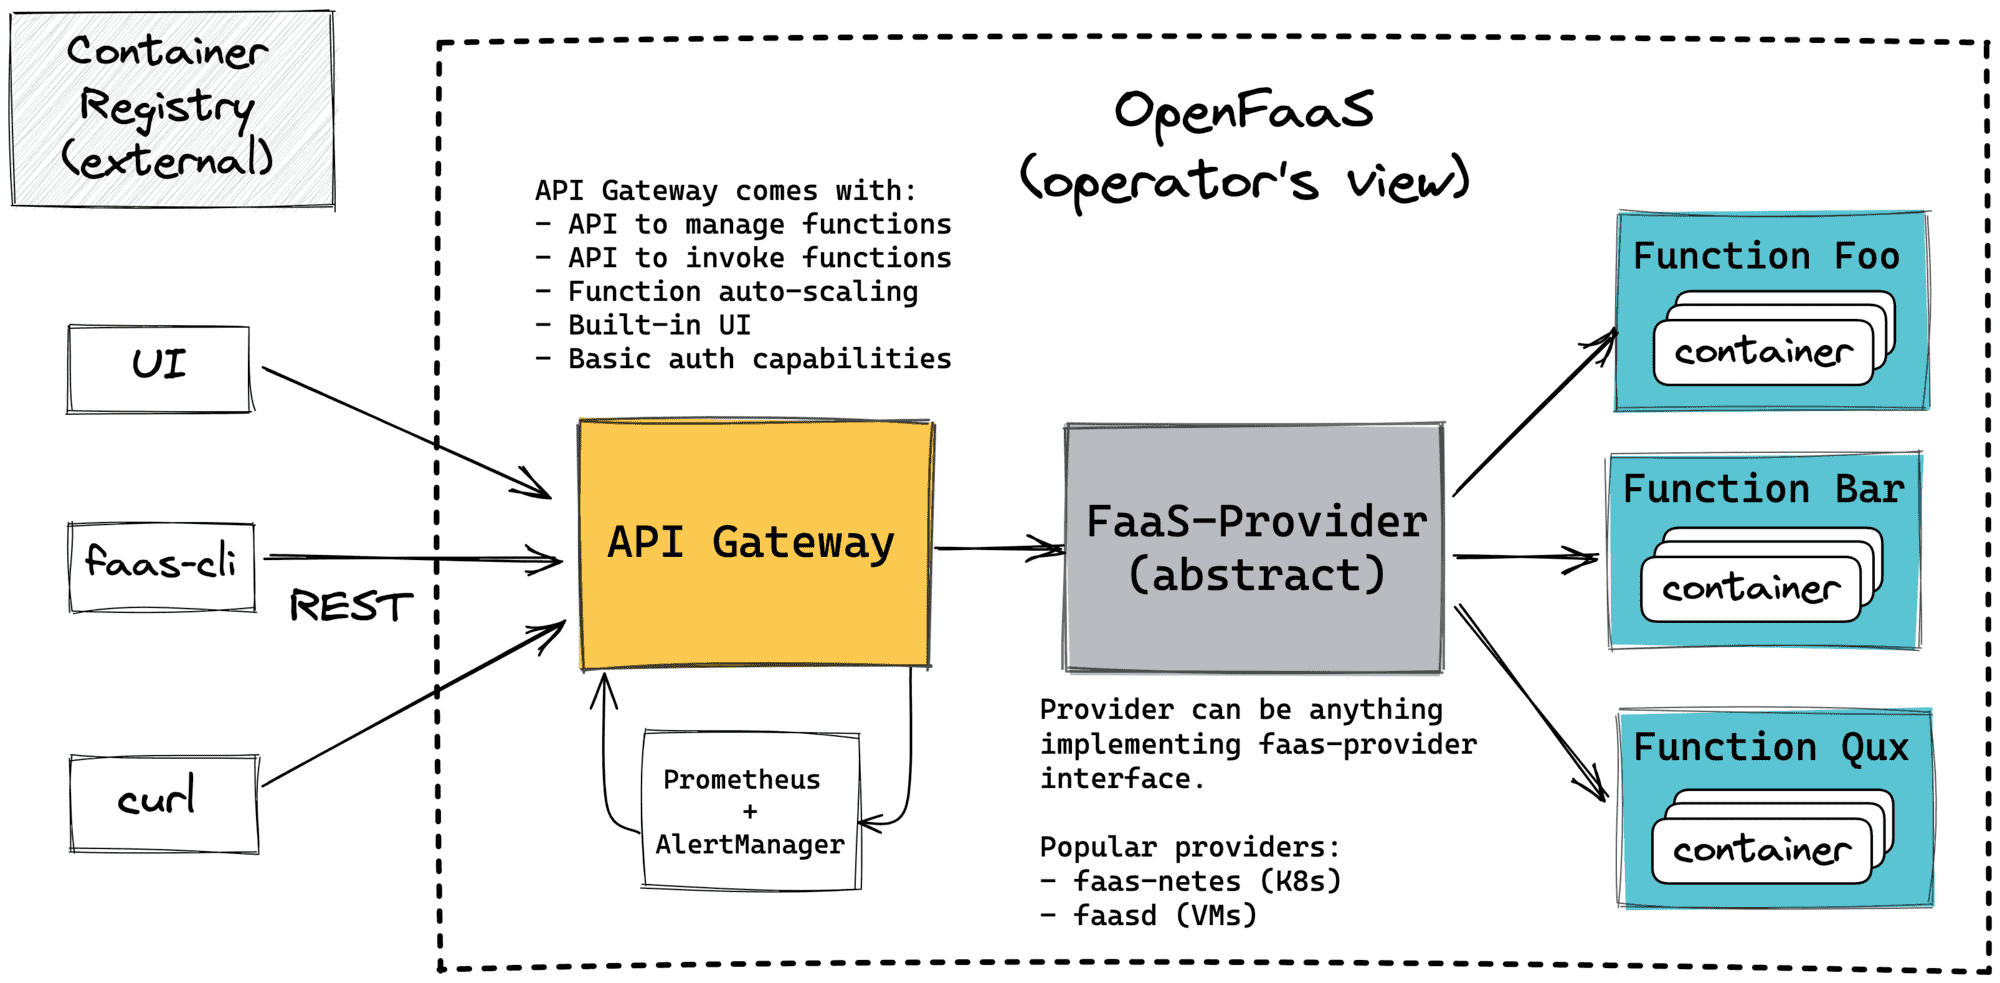 Container
Registry
(external)
OpenFaaS
(operator's view)
API Gateway comes with:
- API to manage functions
- API to invoke functions
- Function auto-scaling
- Built-in UI
- Basic auth capabilities
UI
faas-cli
REST
curl
API Gateway
Prometheus
+
AlertManager
FaaS-Provider
(abstract)
Provider can be anything
implementing faas-provider
interface.
Popular providers:
- faas-netes (K8s)
- faasd (VMs)
Function Foo
container
Function Bar
container
Function Qux
container